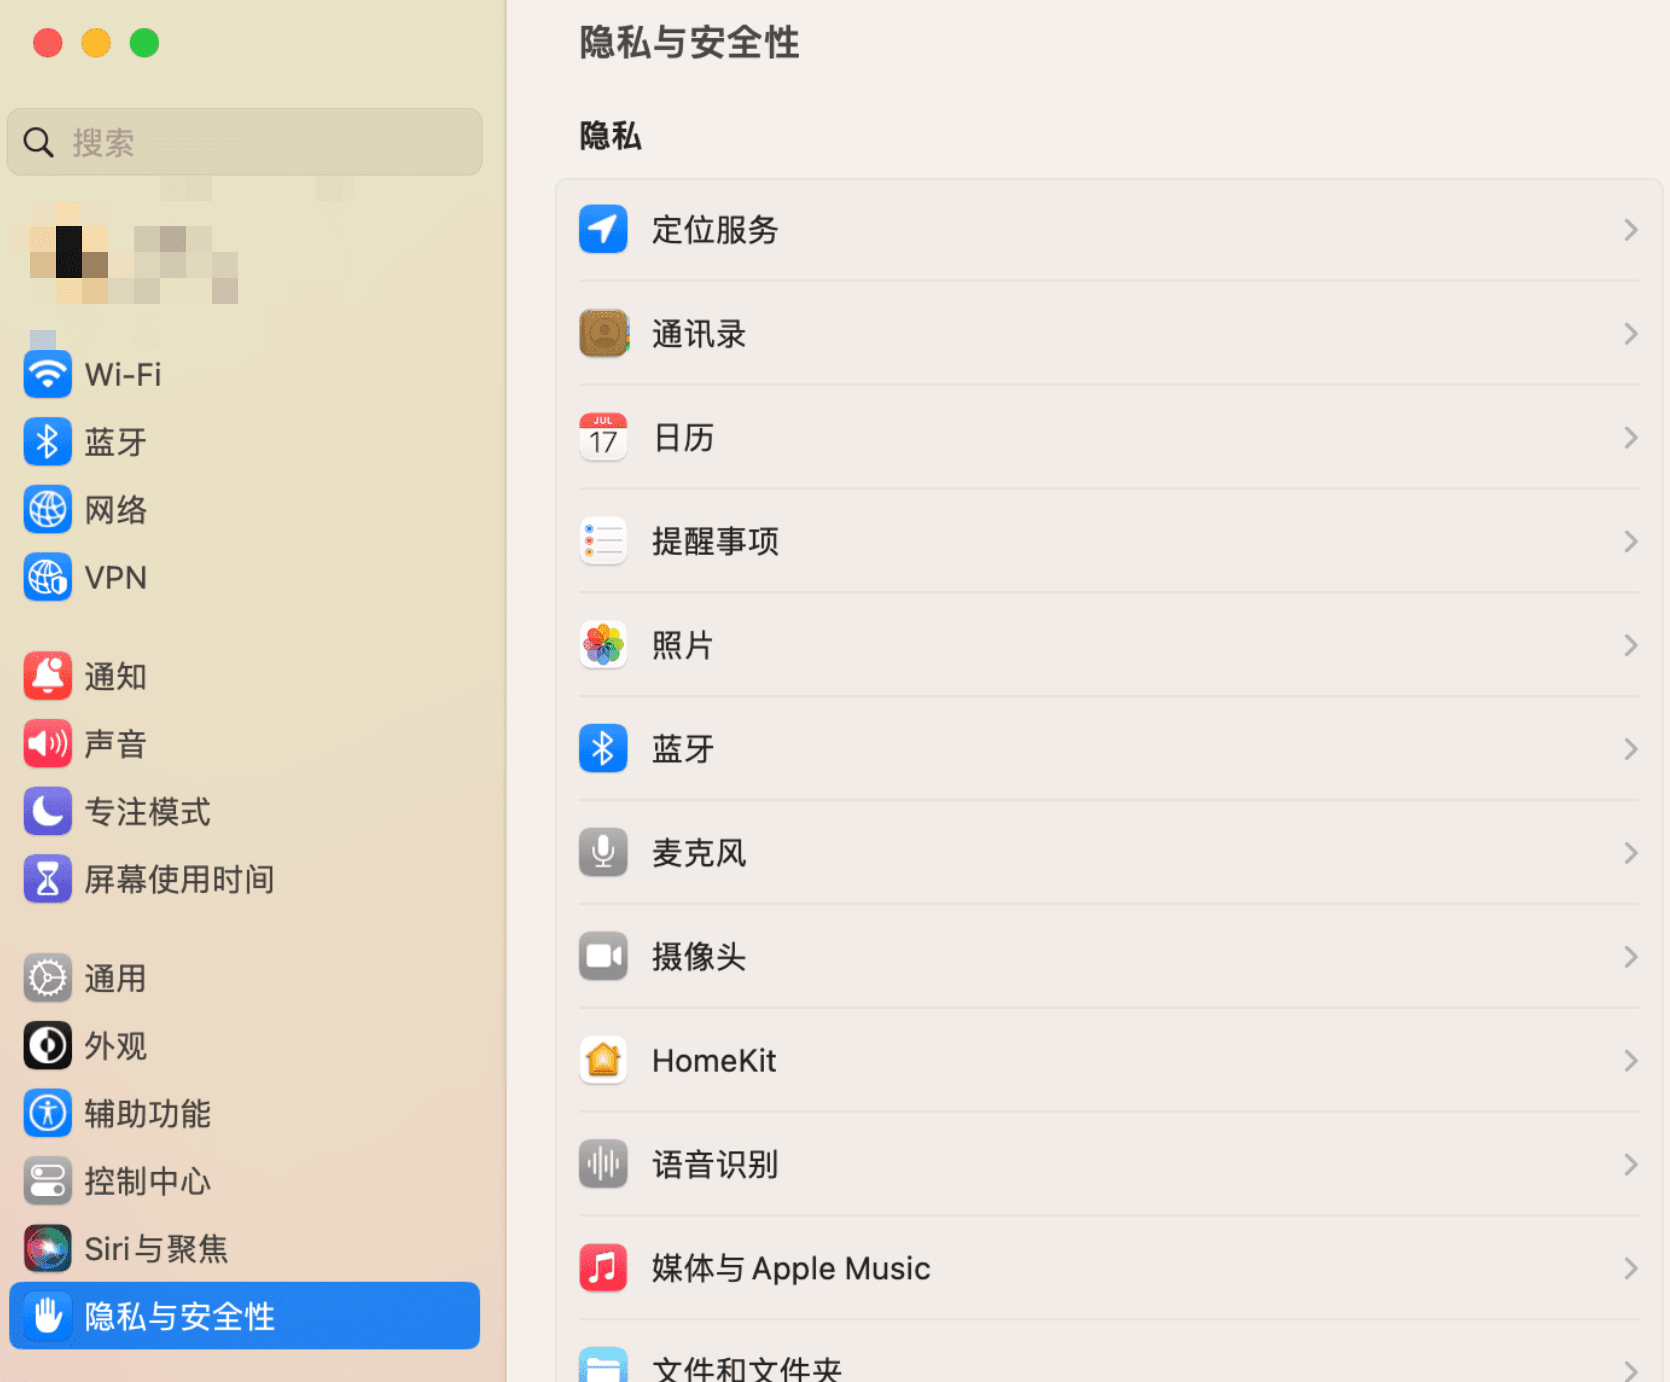 搜索
Wi-Fi
蓝牙
网络
VPN
通知
声音
专注模式
屏幕使用时间
通用
外观
辅助功能
控制中心
Siri与聚焦
隐私与安全性
隐私与安全性
隐私
定位服务
通讯录
JUL
17
日历
提醒事项
照片
蓝牙
麦克风
摄像头
HomeKit
语音识别
媒体与 Apple Music
文件和文件夹